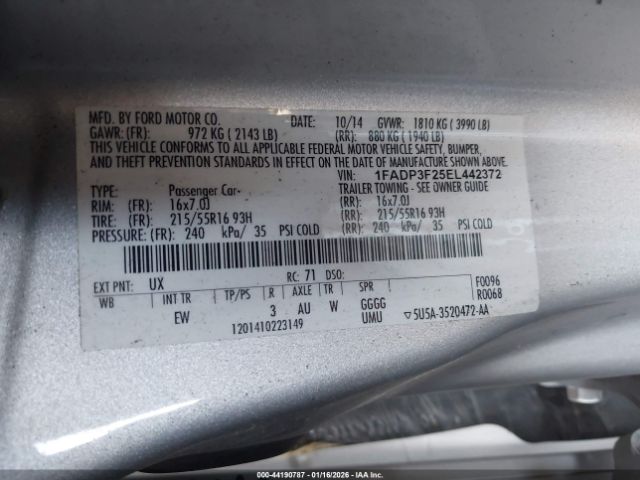 MFD. BY FORD MOTOR CO.
DATE: 10/14 GVWR: 1810 KG ( 3990 LB)
GAWR: (FR): 972 KG ( 2143 LB) (RR): 880 KG ( 1940 LB)
THIS VEHICLE CONFORMS TO ALL APPLICABLE FEDERAL MOTOR VEHICLE SAFETY, BUMPER,
AND THEFT PREVENTION STANDARDS IN EFFECT ON THE DATE OF MANUFACTURE SHOWN ABOVE.
VIN: 1FADP3F25EL442372
TYPE: Passenger Car- TRAILER TOWING - SEE OWNER GUIDE
RIM: (FR): 16x7.0J (RR): 16x7.0J
TIRE: (FR): 215/55R16 93H (RR): 215/55R16 93H
PRESSURE: (FR): 240 kPa/ 35 PSI COLD (RR): 240 kPa/ 35 PSI COLD
EXT PNT: UX RC: 71 DSO: F0096
WB INT TR TP/PS R AXLE TR SPR R0068
EW 3 AU W GGGG
1201410223149 UMU ▽5U5A-3520472-AA
000-44190787 - 01/16/2026 - IAAI.COM